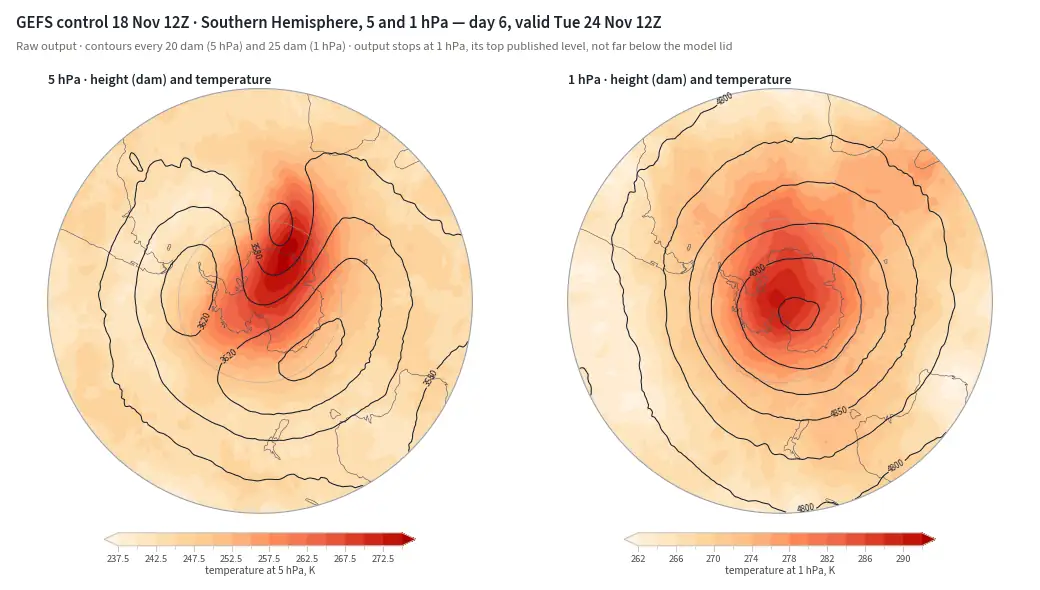 GEFS control 18 Nov 12Z · Southern Hemisphere, 5 and 1 hPa — day 6, valid Tue 24 Nov 12Z
Raw output · contours every 20 dam (5 hPa) and 25 dam (1 hPa) · output stops at 1 hPa, its top published level, not far below the model lid
5 hPa · height (dam) and temperature
1 hPa · height (dam) and temperature
4800
3580
4900
3620
3620
3580
4850
4800
4800
237.5 242.5 247.5 252.5 257.5 262.5 267.5 272.5
temperature at 5 hPa, K
262 266 270 274 278 282 286 290
temperature at 1 hPa, K